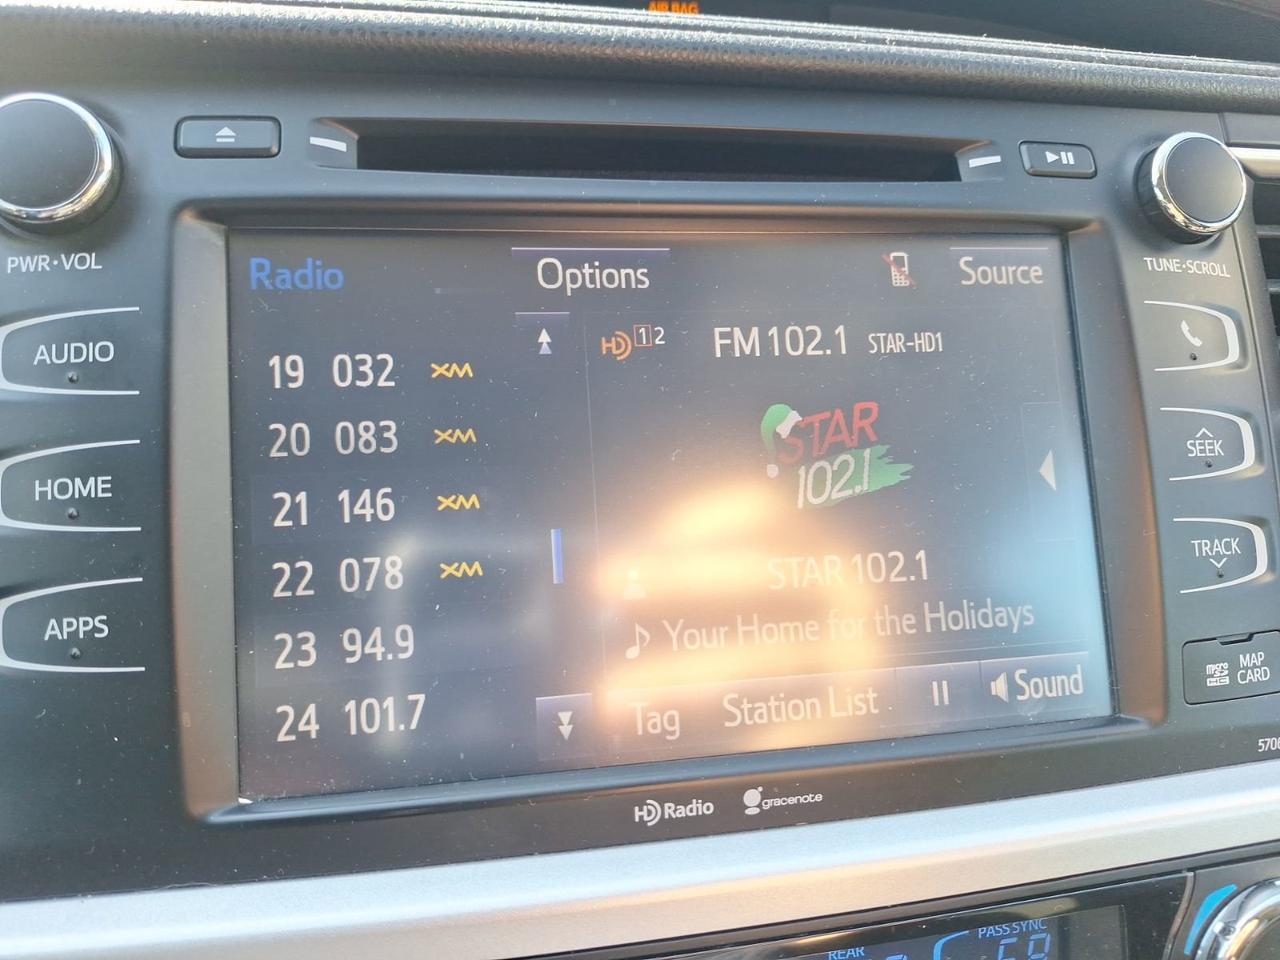 AIR BAG
PWR•VOL
TUNE•SCROLL
AUDIO
HOME
APPS
Radio
Options
Source
19 032 XM
20 083 XM
21 146 XM
22 078 XM
23 94.9
24 101.7
HD 1 2 FM 102.1 STAR-HD1
STAR
102.1
STAR 102.1
Your Home for the Holidays
Tag Station List Sound
SEEK
TRACK
micro SD HC MAP CARD
5706
HD Radio gracenote
REAR
PASS SYNC